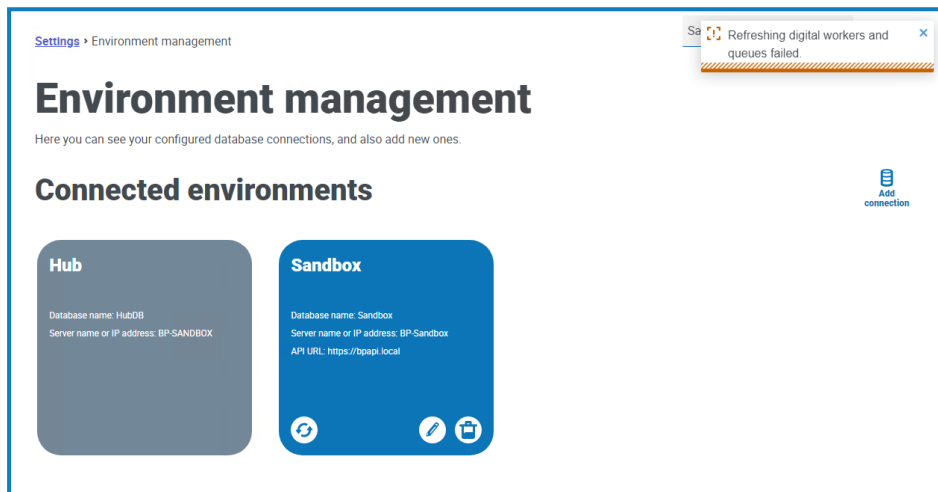 Settings › Environment management
Sa
Refreshing digital workers and
queues failed.
Environment management
Here you can see your configured database connections, and also add new ones.
Connected environments
Add
connection
Hub
Database name: HubDB
Server name or IP address: BP-SANDBOX
Sandbox
Database name: Sandbox
Server name or IP address: BP-Sandbox
API URL: https://bpapi.local